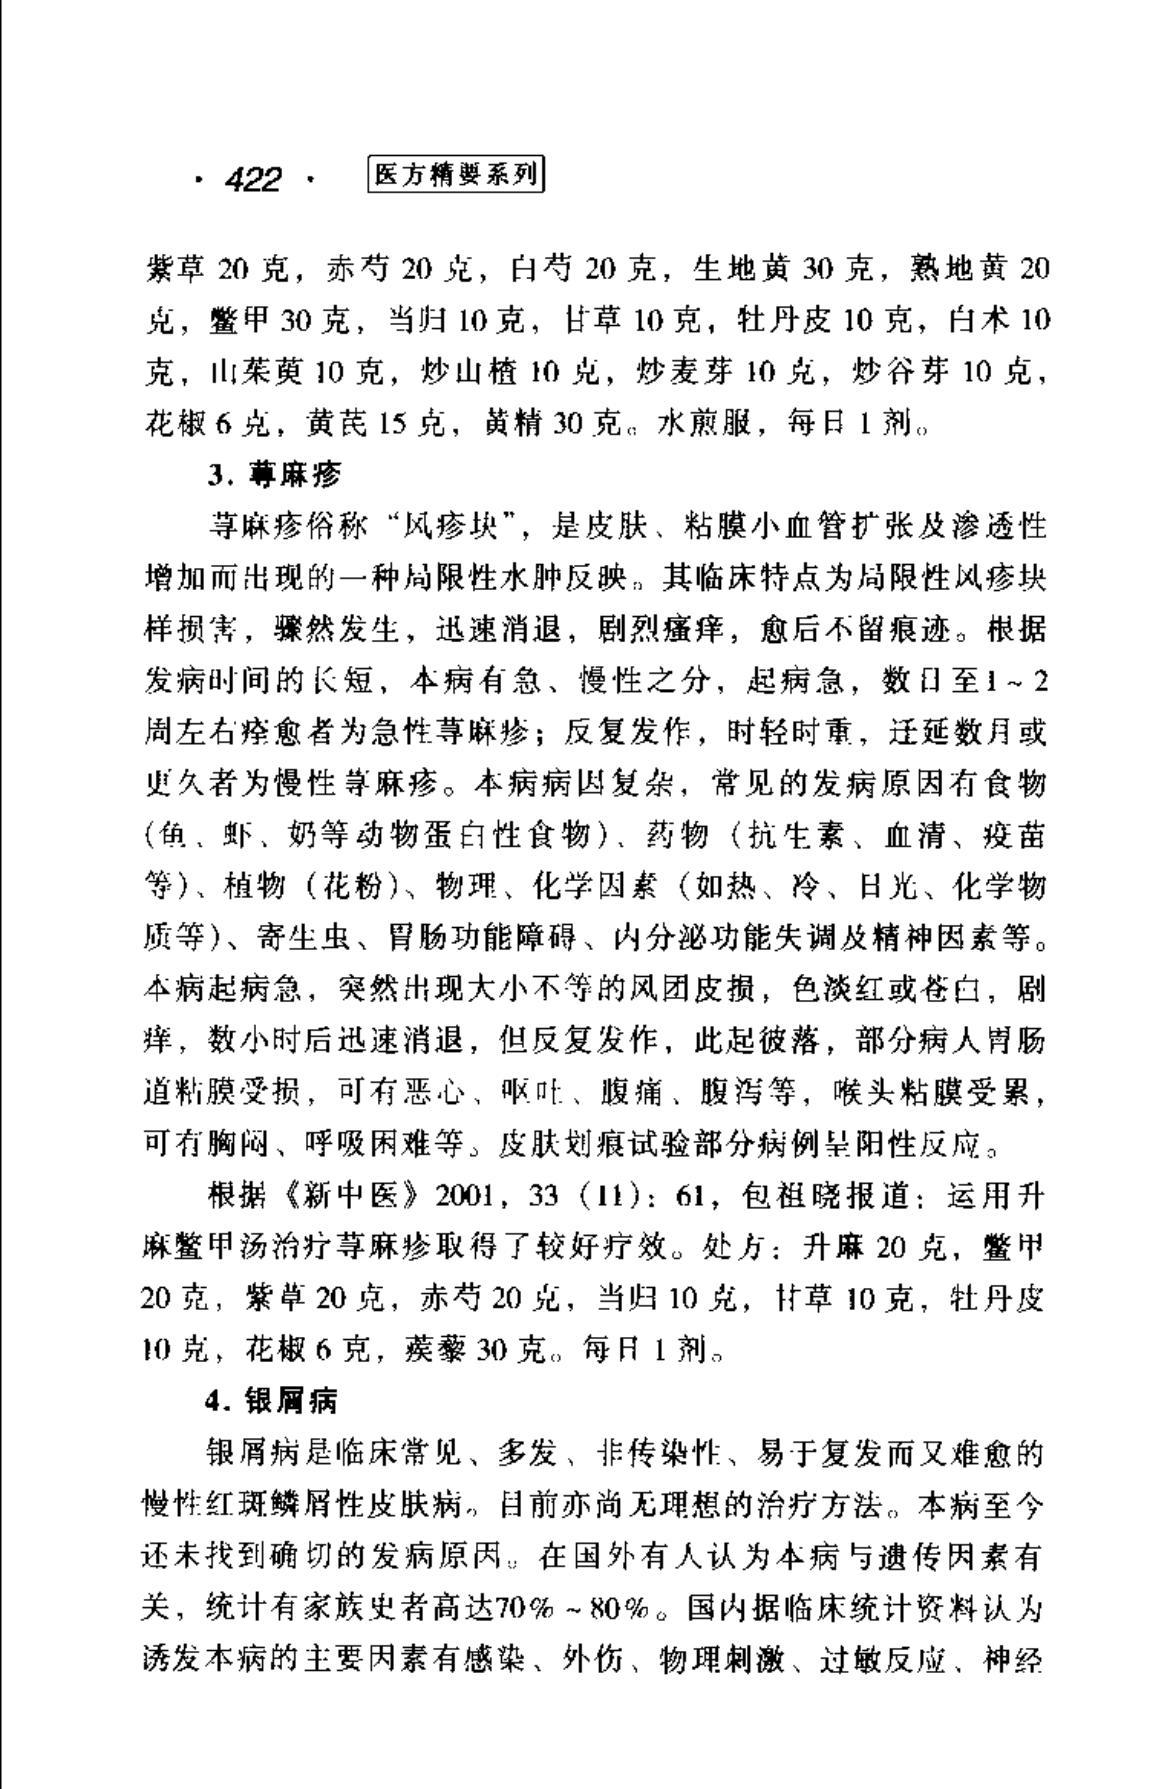 · 422 · 医方精要系列
紫草 20 克，赤芍 20 克，白芍 20 克，生地黄 30 克，熟地黄 20
克，鳖甲 30 克，当归 10 克，甘草 10 克，牡丹皮 10 克，白术 10
克，山茱萸 10 克，炒山楂 10 克，炒麦芽 10 克，炒谷芽 10 克，
花椒 6 克，黄芪 15 克，黄精 30 克。水煎服，每日 1 剂。
3. 荨麻疹
荨麻疹俗称“风疹块”，是皮肤、粘膜小血管扩张及渗透性
增加而出现的一种局限性水肿反映。其临床特点为局限性风疹块
样损害，骤然发生，迅速消退，剧烈瘙痒，愈后不留痕迹。根据
发病时间的长短，本病有急、慢性之分，起病急，数日至1～2
周左右痊愈者为急性荨麻疹；反复发作，时轻时重，迁延数月或
更久者为慢性荨麻疹。本病病因复杂，常见的发病原因有食物
(鱼、虾、奶等动物蛋白性食物)、药物（抗生素、血清、疫苗
等)、植物（花粉)、物理、化学因素（如热、冷、日光、化学物
质等)、寄生虫、胃肠功能障碍、内分泌功能失调及精神因素等。
本病起病急，突然出现大小不等的风团皮损，色淡红或苍白，剧
痒，数小时后迅速消退，但反复发作，此起彼落，部分病人胃肠
道粘膜受损，可有恶心、呕吐、腹痛、腹泻等，喉头粘膜受累，
可有胸闷、呼吸困难等。皮肤划痕试验部分病例呈阳性反应。
根据《新中医》2001，33（11）：61，包祖晓报道：运用升
麻鳖甲汤治疗荨麻疹取得了较好疗效。处方：升麻 20 克，鳖甲
20 克，紫草 20 克，赤芍 20 克，当归 10 克，甘草 10 克，牡丹皮
10 克，花椒 6 克，蒺藜 30 克。每日 1 剂。
4. 银屑病
银屑病是临床常见、多发、非传染性、易于复发而又难愈的
慢性红斑鳞屑性皮肤病。目前亦尚无理想的治疗方法。本病至今
还未找到确切的发病原因。在国外有人认为本病与遗传因素有
关，统计有家族史者高达70%～80%。国内据临床统计资料认为
诱发本病的主要因素有感染、外伤、物理刺激、过敏反应、神经